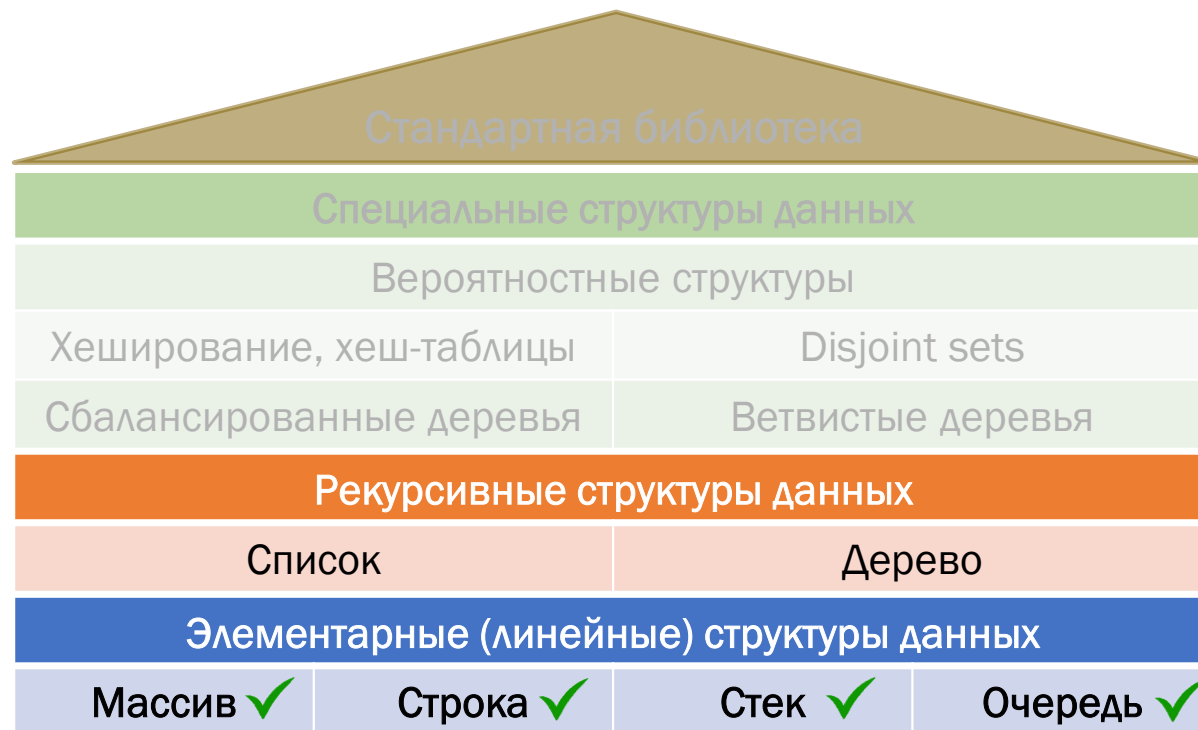 Стандартная библиотека
Специальные структуры данных
Вероятностные структуры
Хеширование, хеш-таблицы Disjoint sets
Сбалансированные деревья Ветвистые деревья
Рекурсивные структуры данных
Список Дерево
Элементарные (линейные) структуры данных
Массив Строка Стек Очередь